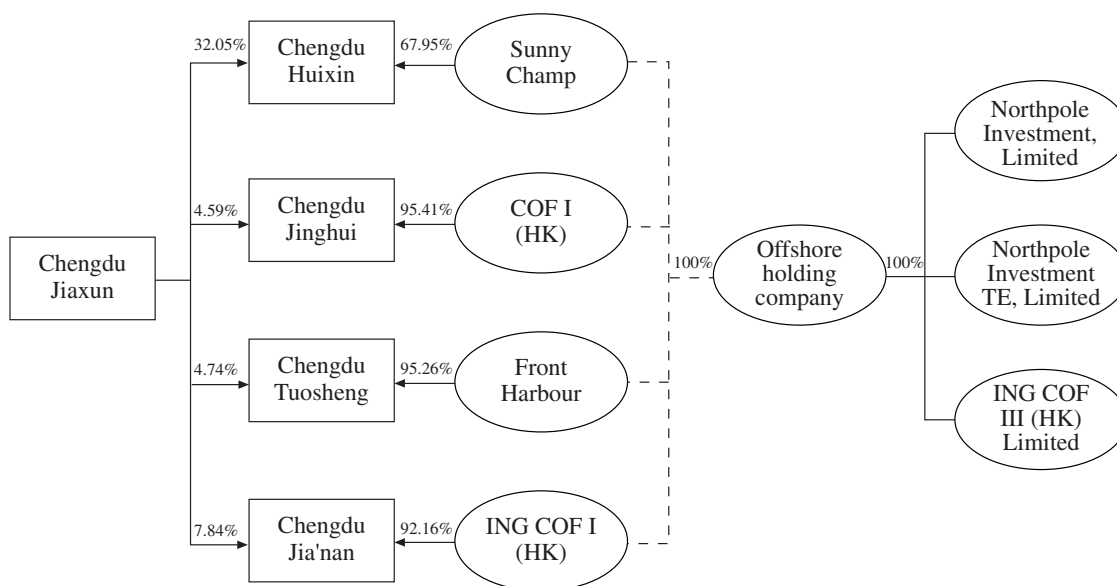 32.05%
Chengdu
Huixin
67.95%
Sunny
Champ
Northpole
Investment,
Limited
4.59%
Chengdu
Jinghui
95.41%
COF I
(HK)
Chengdu
Jiaxun
100%
Offshore
holding
company
100%
Northpole
Investment
TE, Limited
4.74%
Chengdu
Tuosheng
95.26%
Front
Harbour
ING COF
III (HK)
Limited
7.84%
Chengdu
Jia'nan
92.16%
ING COF I
(HK)